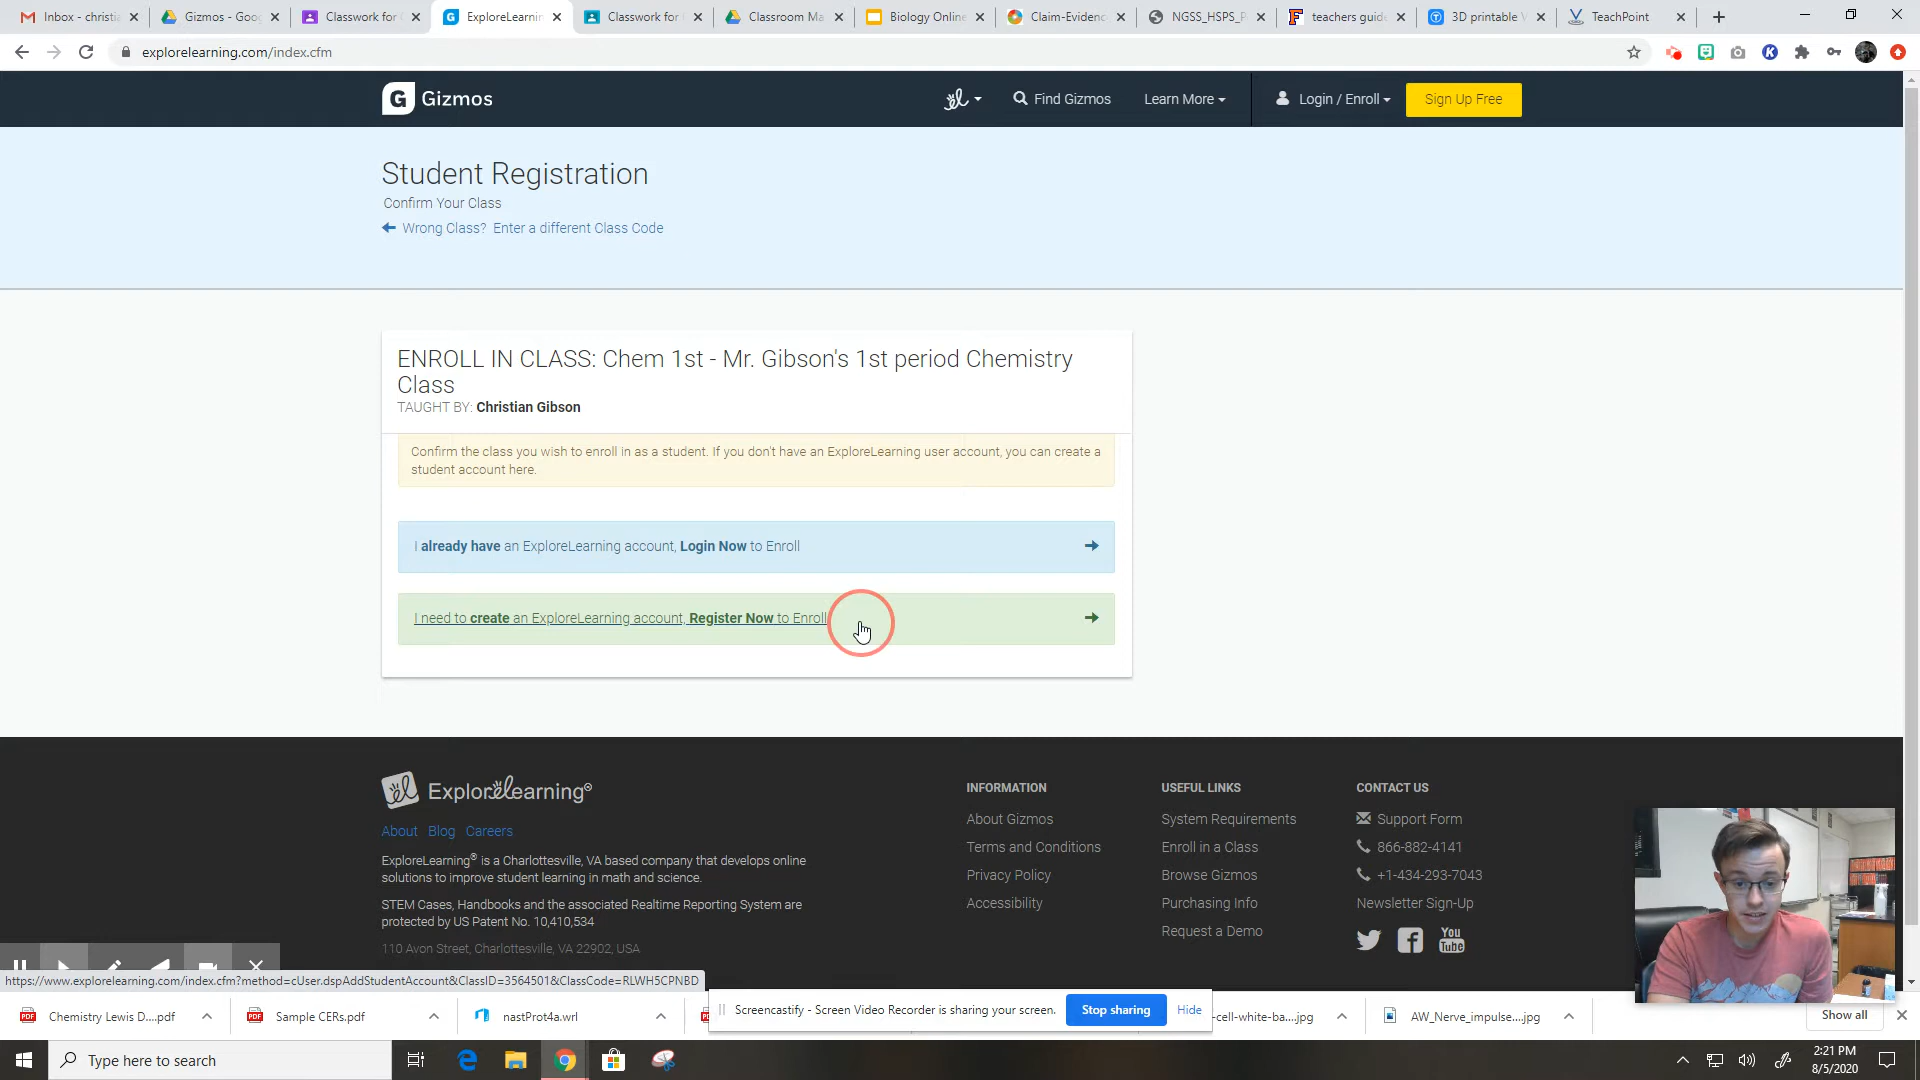 Inbox - christia
Gizmos - Goog
Classwork for C
ExploreLearnin
Classwork for
Classroom Ma
Biology Online
Claim-Evidenc
NGSS_HSPS_P
teachers guid
3D printable V
TeachPoint
explorelearning.com/index.cfm
G Gizmos
Find Gizmos
Learn More
Login / Enroll
Sign Up Free
Student Registration
Confirm Your Class
Wrong Class? Enter a different Class Code
ENROLL IN CLASS: Chem 1st - Mr. Gibson's 1st period Chemistry
Class
TAUGHT BY: Christian Gibson
Confirm the class you wish to enroll in as a student. If you don't have an ExploreLearning user account, you can create a
student account here.
I already have an ExploreLearning account, Login Now to Enroll
I need to create an ExploreLearning account, Register Now to Enroll
ExploreLearning®
About Blog Careers
ExploreLearning® is a Charlottesville, VA based company that develops online
solutions to improve student learning in math and science.
STEM Cases, Handbooks and the associated Realtime Reporting System are
protected by US Patent No. 10,410,534
110 Avon Street, Charlottesville, VA 22902, USA
INFORMATION
About Gizmos
Terms and Conditions
Privacy Policy
Accessibility
USEFUL LINKS
System Requirements
Enroll in a Class
Browse Gizmos
Purchasing Info
Request a Demo
CONTACT US
Support Form
866-882-4141
+1-434-293-7043
Newsletter Sign-Up
You
Tube
https://www.explorelearning.com/index.cfm?method=cUser.dspAddStudentAccount&ClassID=3564501&ClassCode=RLWH5CPNBD
Chemistry Lewis D....pdf
Sample CERs.pdf
nastProt4a.wrl
Screencastify - Screen Video Recorder is sharing your screen.
Stop sharing
Hide
-cell-white-ba....jpg
AW_Nerve_impulse....jpg
Show all
Type here to search
2:21 PM
8/5/2020